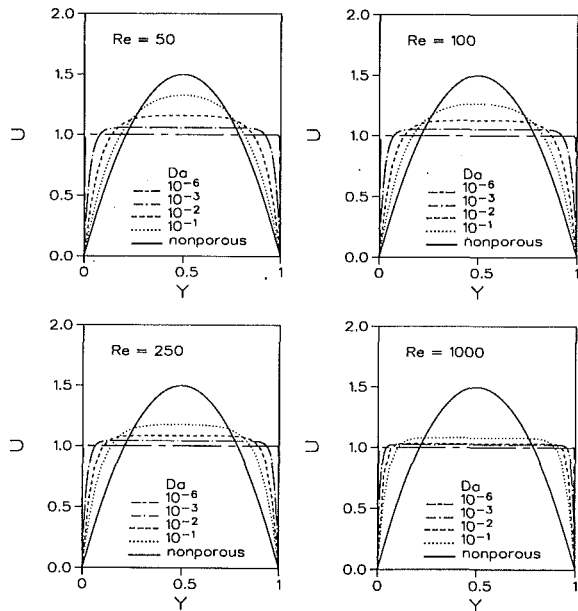 Re = 50
2.0
1.5
1.0
0.5
0.0
U
Da
10⁻⁶
10⁻³
10⁻²
10⁻¹
nonporous
0 0.5 1
Y
Re = 100
2.0
1.5
1.0
0.5
0.0
U
Da
10⁻⁶
10⁻³
10⁻²
10⁻¹
nonporous
0 0.5 1
Y
Re = 250
2.0
1.5
1.0
0.5
0.0
U
Da
10⁻⁶
10⁻³
10⁻²
10⁻¹
nonporous
0 0.5 1
Y
Re = 1000
2.0
1.5
1.0
0.5
0.0
U
Da
10⁻⁶
10⁻³
10⁻²
10⁻¹
nonporous
0 0.5 1
Y